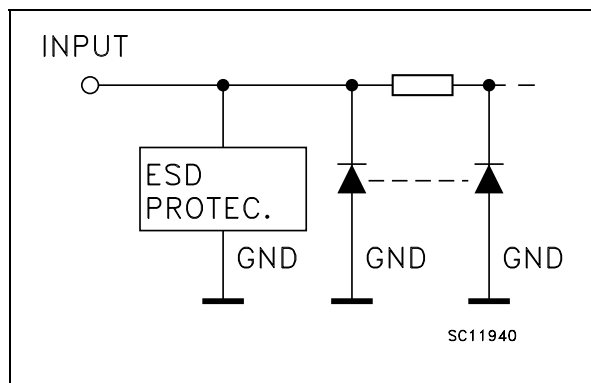 INPUT
ESD
PROTEC.
GND
GND
GND
SC11940